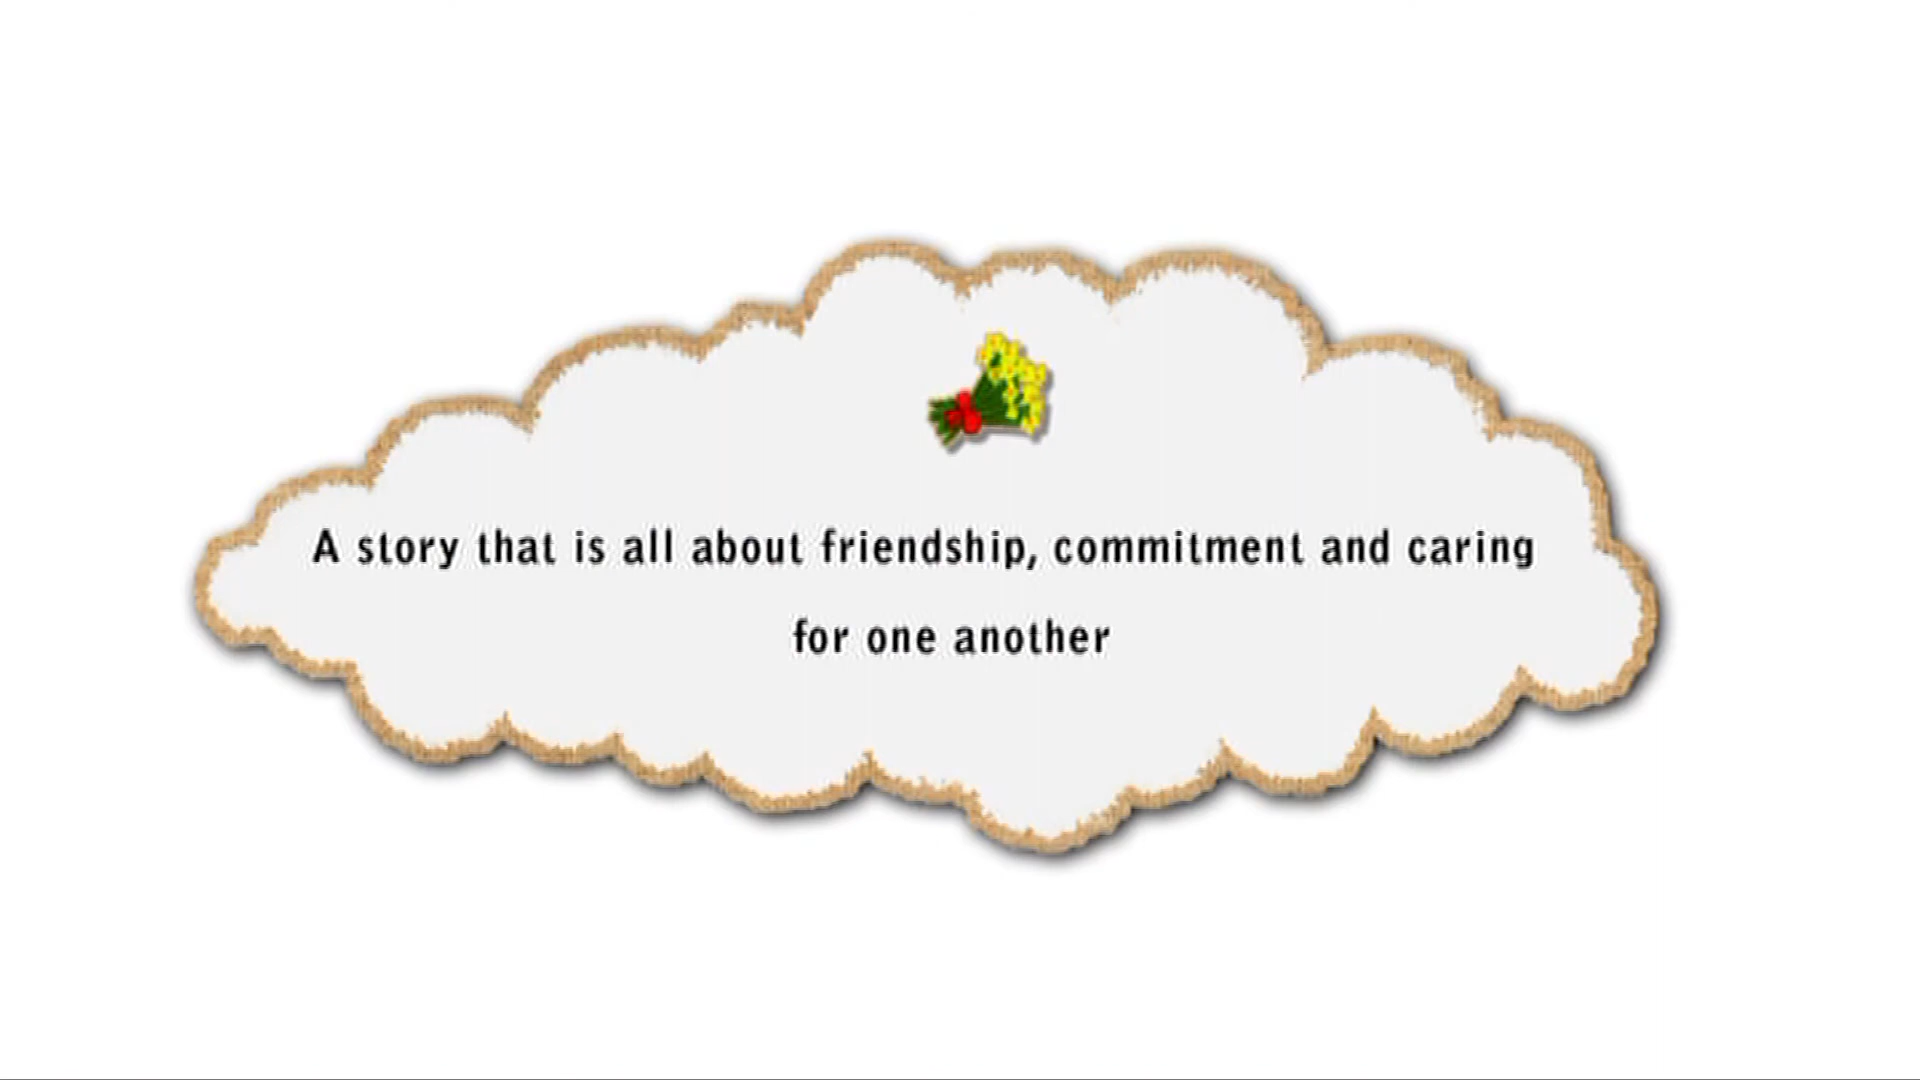 A story that is all about friendship, commitment and caring
for one another